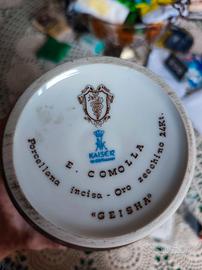 KAISER
E. COMOLLA
Porcellana incisa - Oro zecchino 24Kt.
"GEISHA"